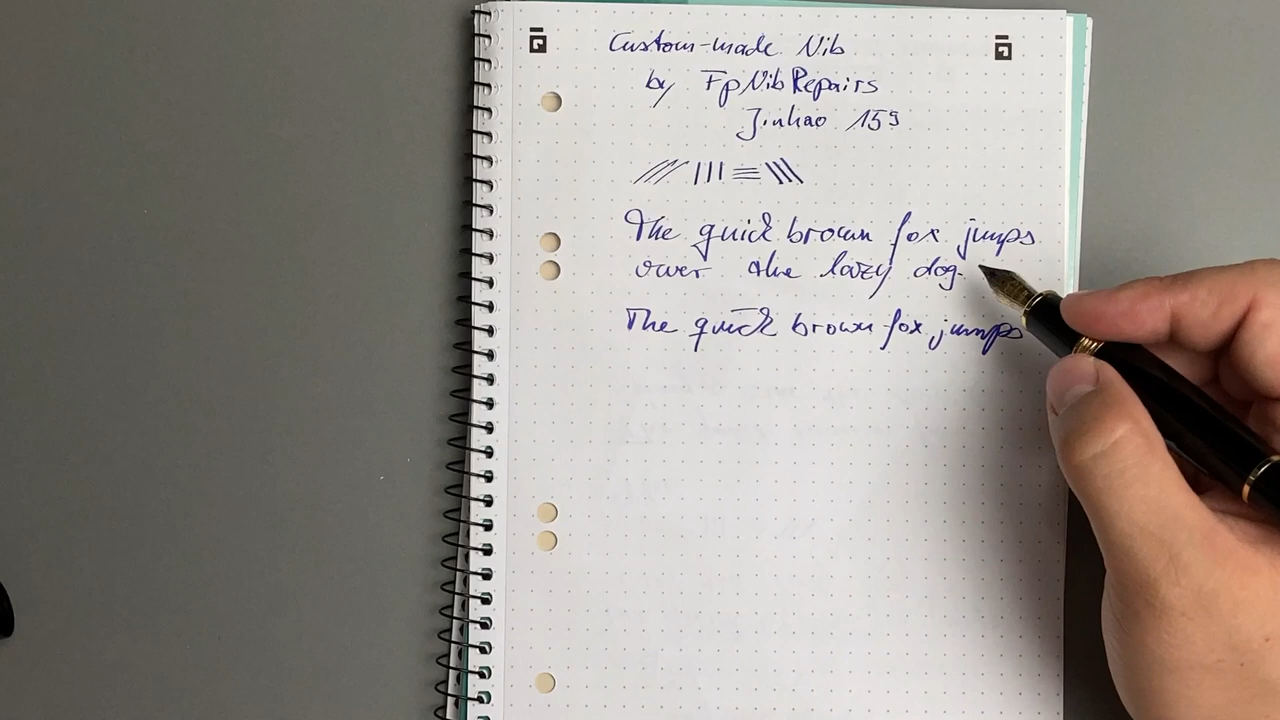 Custom-made Nib
by FpNibRepairs
Jinhao 159
The quick brown fox jumps
over the lazy dog.
The quick brown fox jumps